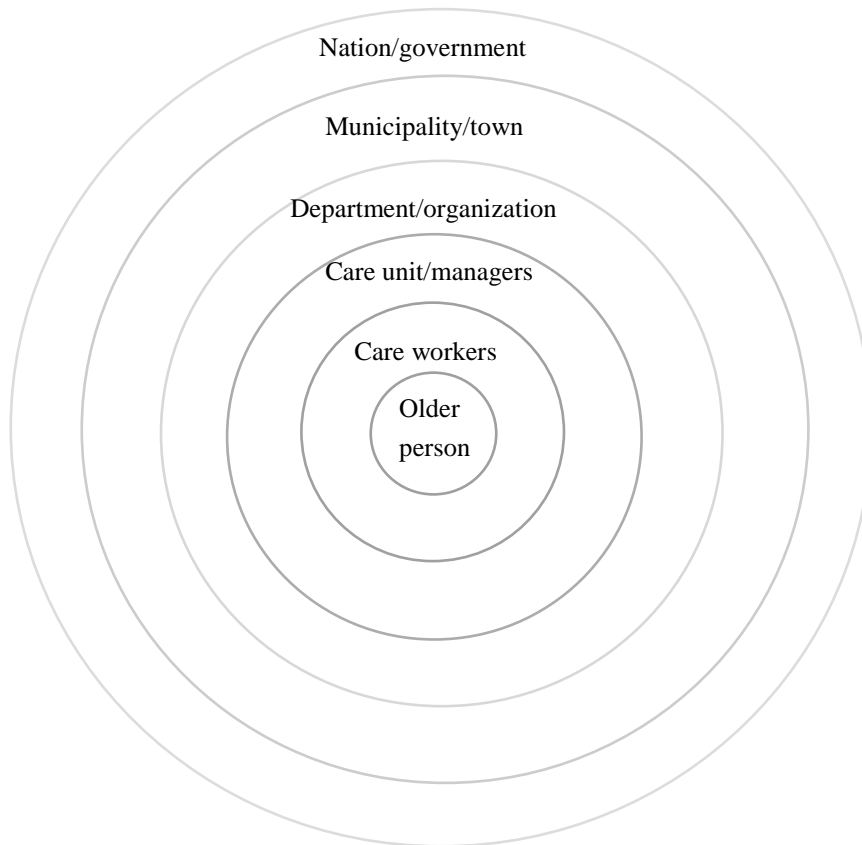 Nation/government
Municipality/town
Department/organization
Care unit/managers
Care workers
Older
person